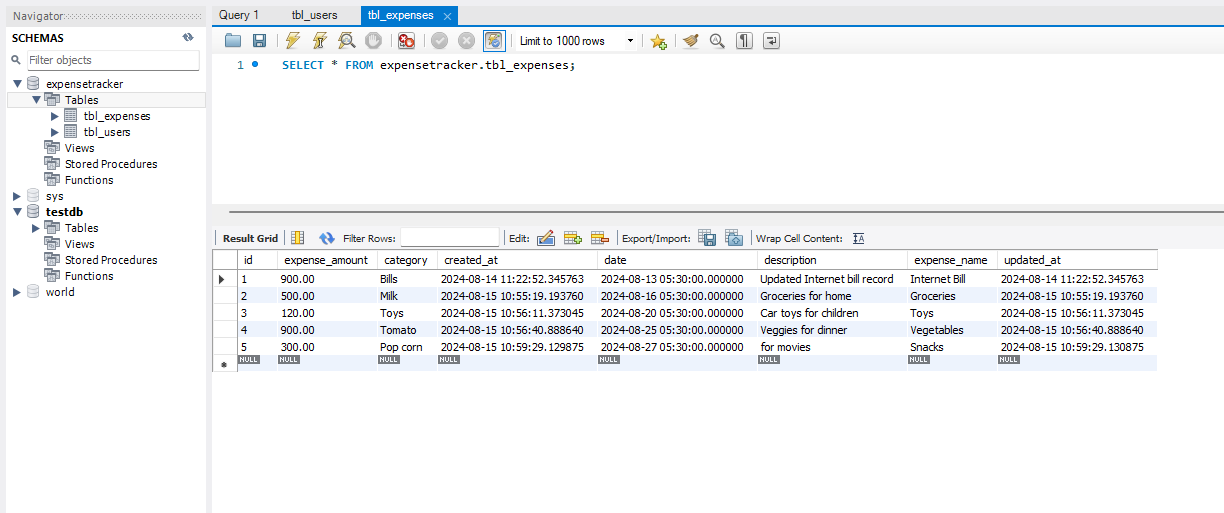 Navigator
SCHEMAS
Filter objects
expensetracker
Tables
tbl_expenses
tbl_users
Views
Stored Procedures
Functions
sys
testdb
Tables
Views
Stored Procedures
Functions
world
Query 1 tbl_users tbl_expenses
Limit to 1000 rows
1 SELECT * FROM expensetracker.tbl_expenses;
Result Grid Filter Rows: Edit: Export/Import: Wrap Cell Content:
id expense_amount category created_at date description expense_name updated_at
1 900.00 Bills 2024-08-14 11:22:52.345763 2024-08-13 05:30:00.000000 Updated Internet bill record Internet Bill 2024-08-14 11:22:52.345763
2 500.00 Milk 2024-08-15 10:55:19.193760 2024-08-16 05:30:00.000000 Groceries for home Groceries 2024-08-15 10:55:19.193760
3 120.00 Toys 2024-08-15 10:56:11.373045 2024-08-20 05:30:00.000000 Car toys for children Toys 2024-08-15 10:56:11.373045
4 900.00 Tomato 2024-08-15 10:56:40.888640 2024-08-25 05:30:00.000000 Veggies for dinner Vegetables 2024-08-15 10:56:40.888640
5 300.00 Pop corn 2024-08-15 10:59:29.129875 2024-08-27 05:30:00.000000 for movies Snacks 2024-08-15 10:59:29.130875
NULL NULL NULL NULL NULL NULL NULL NULL